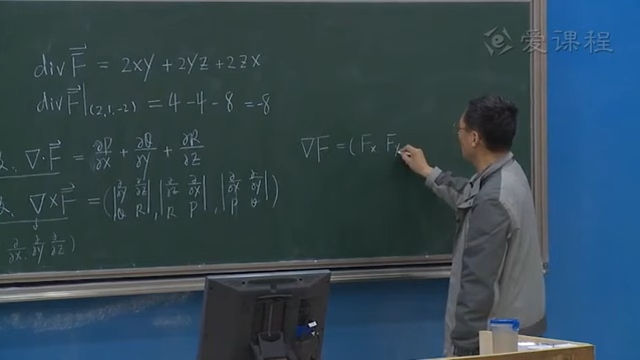 爱课程
div F⃗ = 2xy + 2yz + 2zx
div F⃗|(2,1,-2) = 4 - 4 - 8 = -8
∇·F⃗ = ∂P/∂x + ∂Q/∂y + ∂R/∂z
∇F = (Fx Fy
∇×F⃗ = (|∂/∂y ∂/∂z; Q R|, |∂/∂z ∂/∂x; R P|, |∂/∂x ∂/∂y; P Q|)
∂/∂x ∂/∂y ∂/∂z)